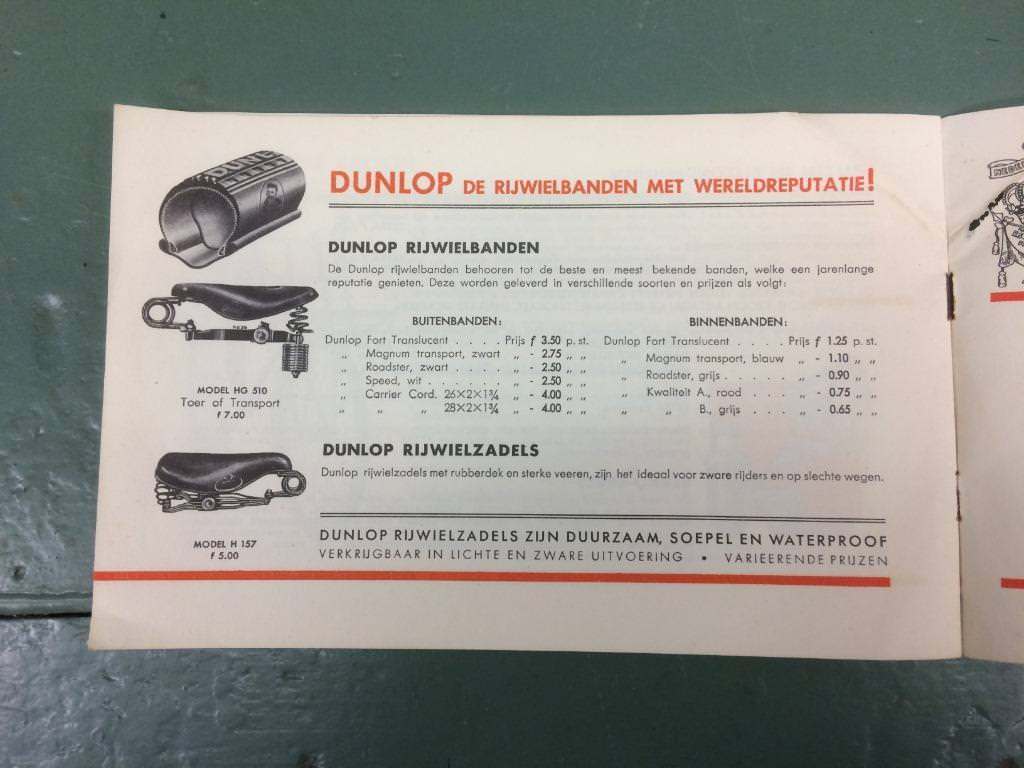 DUNLOP DE RIJWIELBANDEN MET WERELDREPUTATIE!
DUNLOP RIJWIELBANDEN
De Dunlop rijwielbanden behooren tot de beste en meest bekende banden, welke een jarenlange
reputatie genieten. Deze worden geleverd in verschillende soorten en prijzen als volgt:
BUITENBANDEN:
Dunlop Fort Translucent . . . . Prijs ƒ 3.50 p. st.
„ Magnum transport, zwart „ - 2.75 „ „
„ Roadster, zwart . . . . „ - 2.50 „ „
„ Speed, wit . . . . . . „ - 2.50 „ „
„ Carrier Cord. 26×2×1¾ „ - 4.00 „ „
„ „ „ 28×2×1¾ „ - 4.00 „ „
BINNENBANDEN:
Dunlop Fort Translucent . . . . Prijs ƒ 1.25 p. st.
„ Magnum transport, blauw „ - 1.10 „ „
„ Roadster, grijs . . . . . „ - 0.90 „ „
„ Kwaliteit A., rood . . . „ - 0.75 „ „
„ „ B., grijs . . . „ - 0.65 „ „
MODEL HG 510
Toer of Transport
f 7.00
DUNLOP RIJWIELZADELS
Dunlop rijwielzadels met rubberdek en sterke veeren, zijn het ideaal voor zware rijders en op slechte wegen.
MODEL H 157
f 5.00
DUNLOP RIJWIELZADELS ZIJN DUURZAAM, SOEPEL EN WATERPROOF
VERKRIJGBAAR IN LICHTE EN ZWARE UITVOERING • VARIEERENDE PRIJZEN